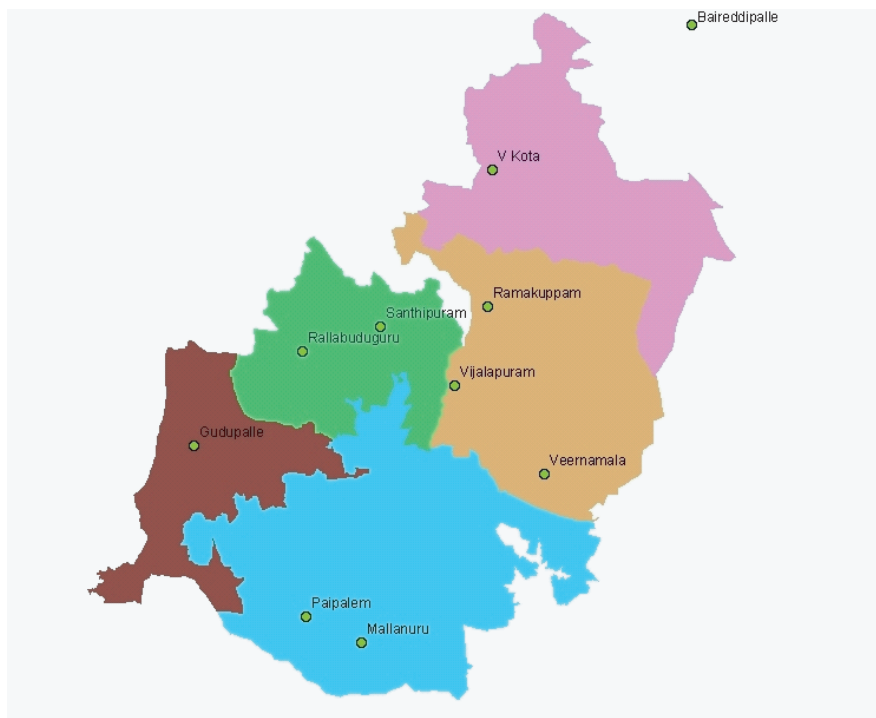 Baireddipalle
V Kota
Ramakuppam
Santhipuram
Rallabuduguru
Vijalapuram
Gudupalle
Veernamala
Paipalem
Mallanuru